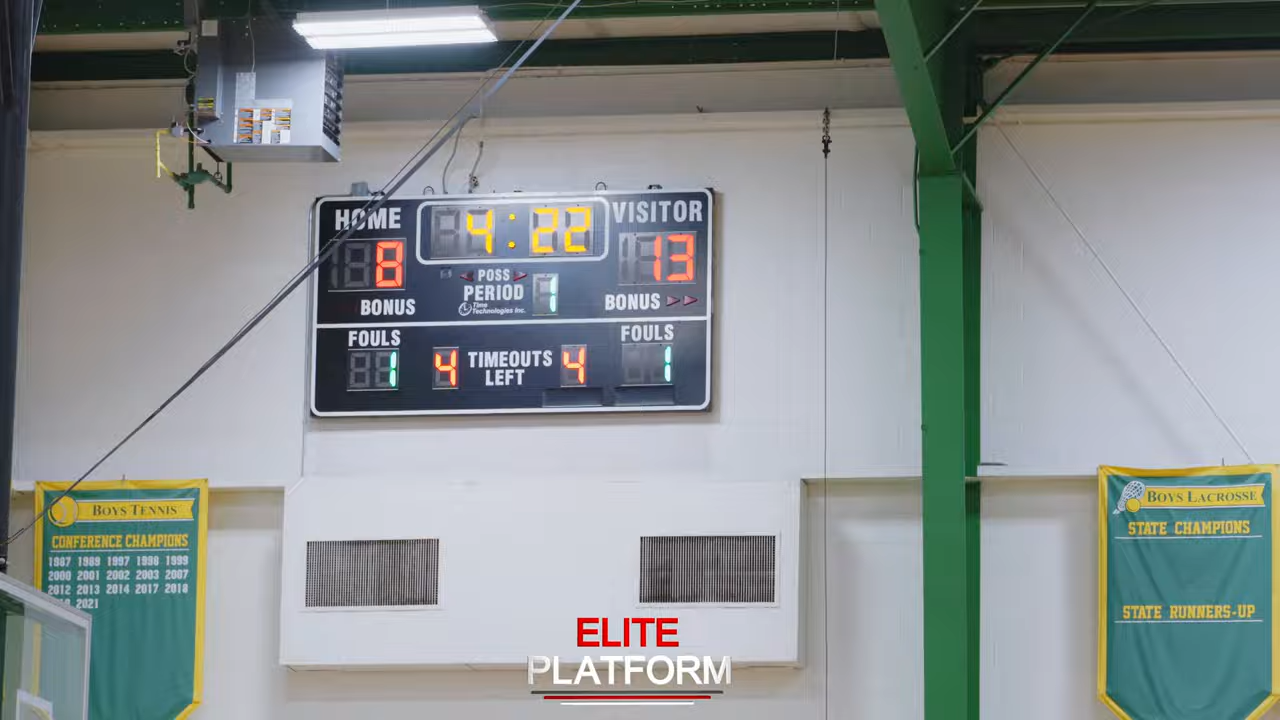 HOME
4:22
VISITOR
8
13
POSS
PERIOD
1
Time
Technologies Inc.
BONUS
BONUS
FOULS
FOULS
1
4
TIMEOUTS
LEFT
4
1
BOYS TENNIS
CONFERENCE CHAMPIONS
1987 1989 1997 1998 1999
2000 2001 2002 2003 2007
2012 2013 2014 2017 2018
2021
BOYS LACROSSE
STATE CHAMPIONS
STATE RUNNERS-UP
ELITE
PLATFORM